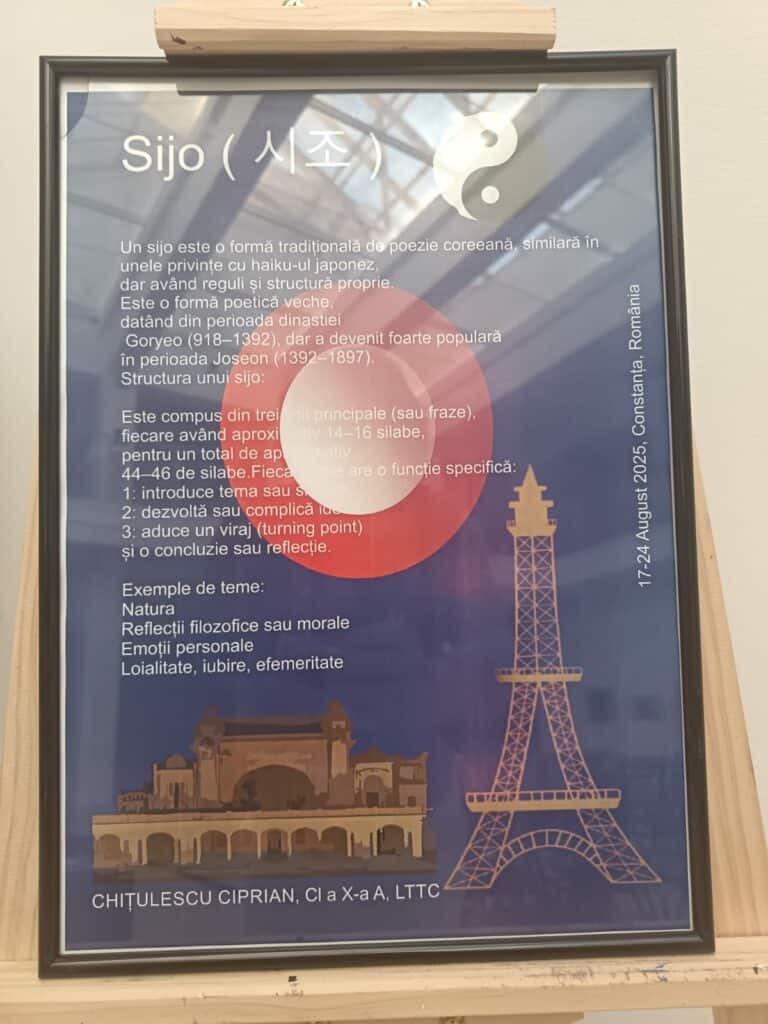 Sijo ( 시조 )
Un sijo este o formă tradițională de poezie coreeană, similară în
unele privințe cu haiku-ul japonez,
dar având reguli și structură proprie.
Este o formă poetică veche,
datând din perioada dinastiei
Goryeo (918–1392), dar a devenit foarte populară
în perioada Joseon (1392–1897).
Structura unui sijo:
Este compus din trei principale (sau fraze),
fiecare având 14–16 silabe,
pentru un total de
44–46 de silabe. are o funcție specifică:
1: introduce tema sau
2: dezvoltă sau complică
3: aduce un viraj (turning point)
și o concluzie sau reflecție.
Exemple de teme:
Natura
Reflecții filozofice sau morale
Emoții personale
Loialitate, iubire, efemeritate
CHIȚULESCU CIPRIAN, Cl a X-a A, LTTC
17-24 August 2025, Constanța, România